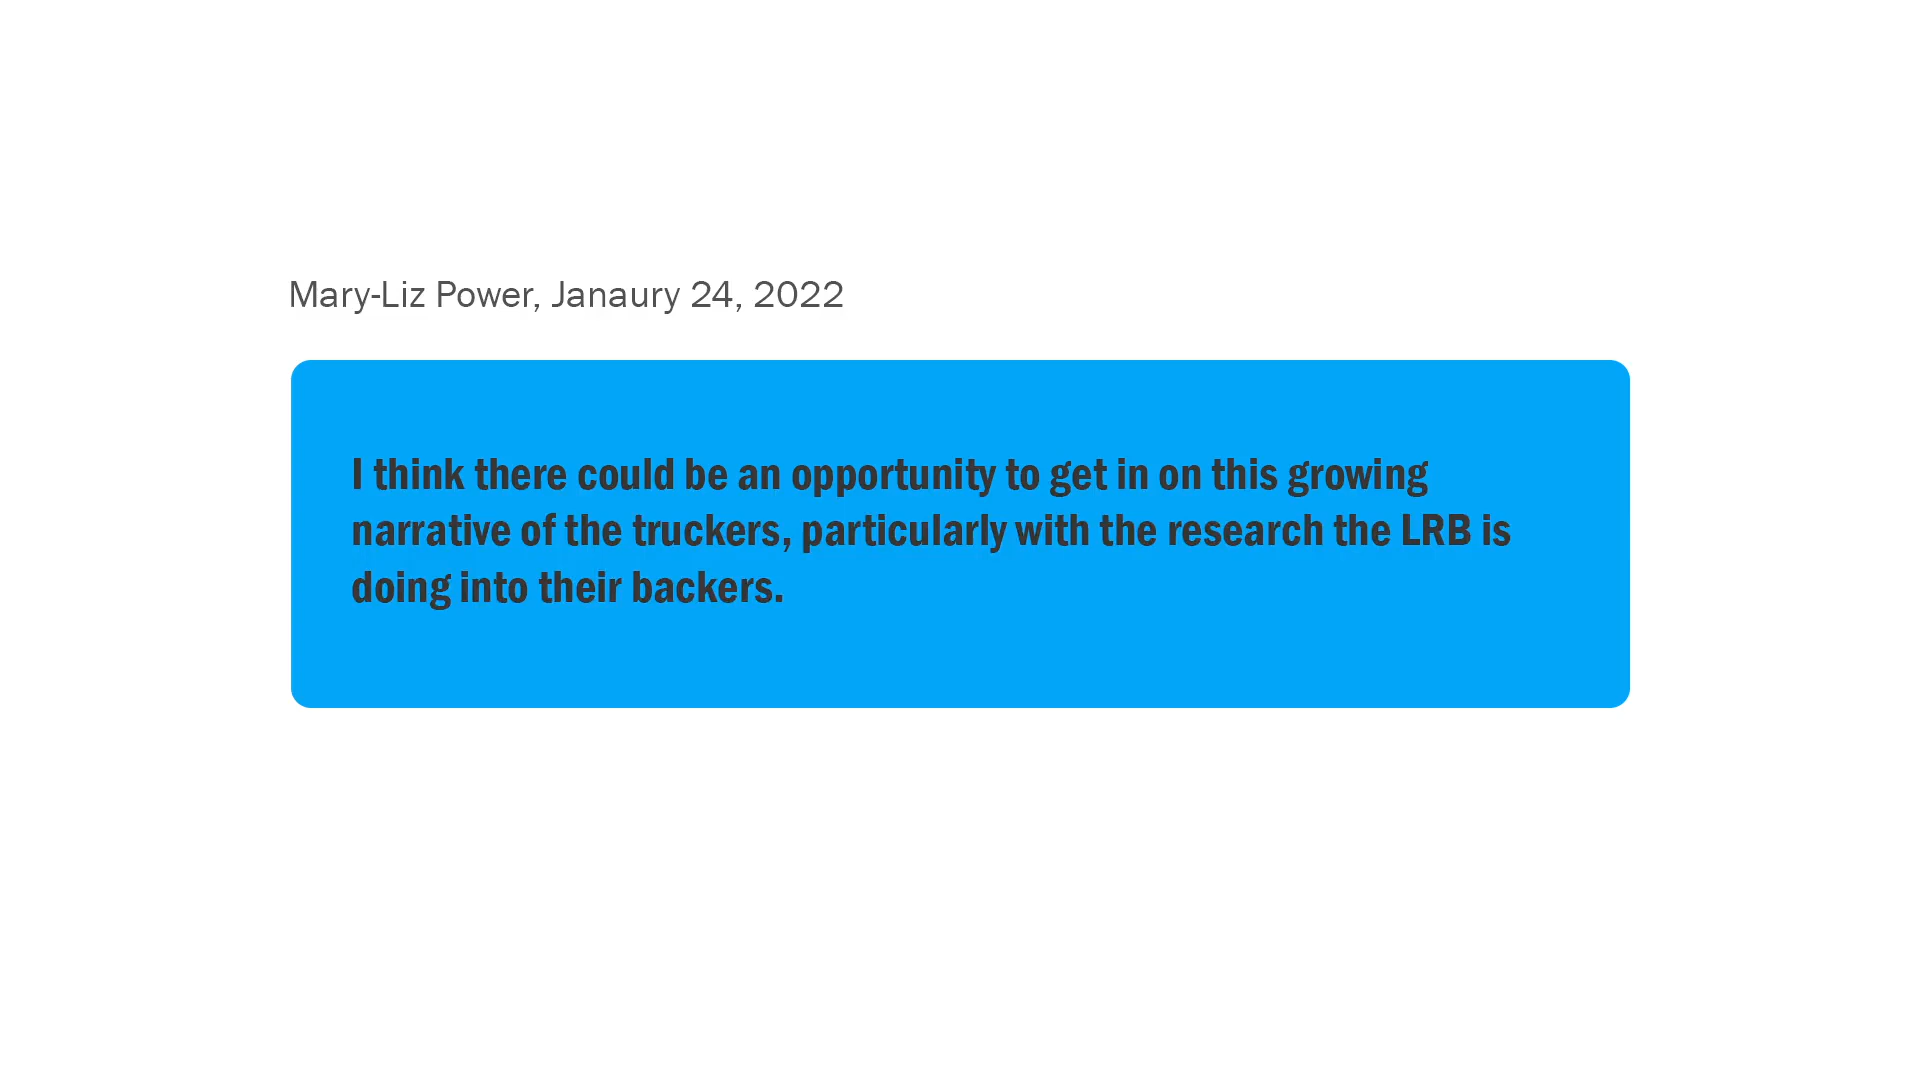 Mary-Liz Power, Janaury 24, 2022
I think there could be an opportunity to get in on this growing
narrative of the truckers, particularly with the research the LRB is
doing into their backers.